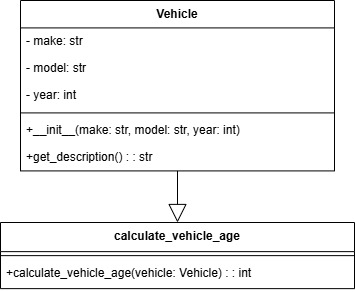 Vehicle
- make: str
- model: str
- year: int
+__init__(make: str, model: str, year: int)
+get_description() : : str
calculate_vehicle_age
+calculate_vehicle_age(vehicle: Vehicle) : : int